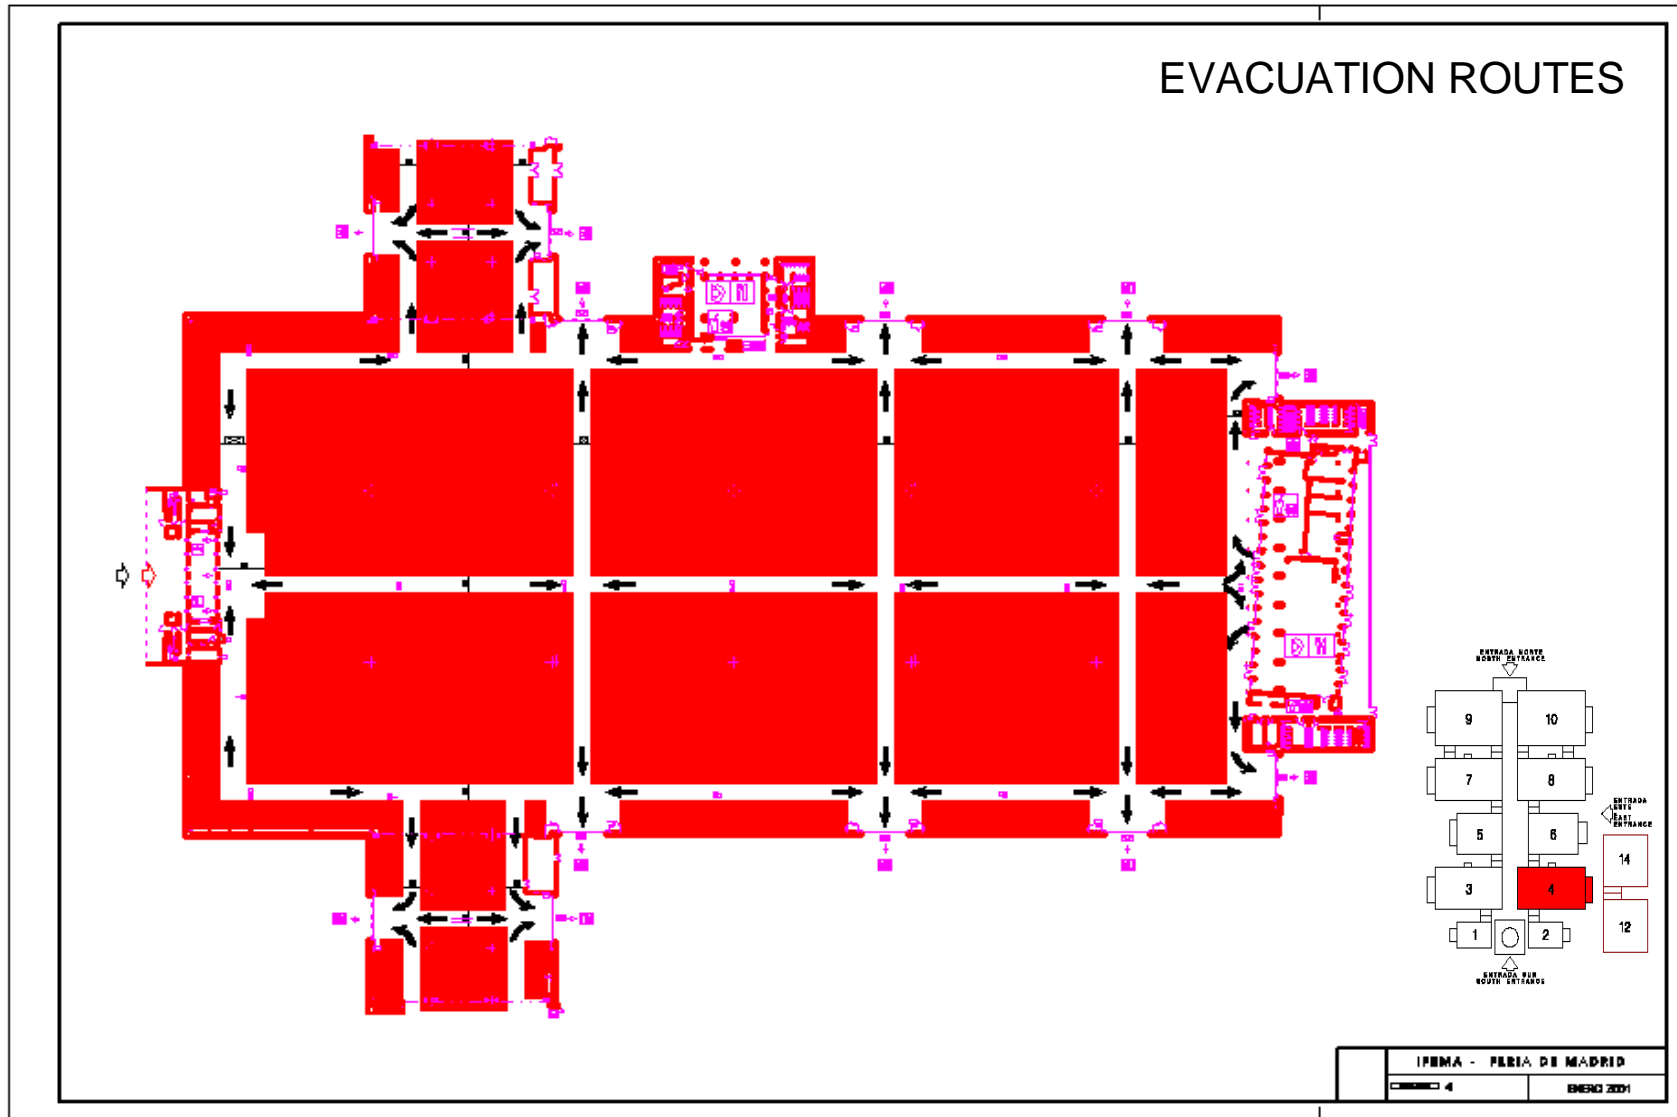 EVACUATION ROUTES
ENTRADA NORTE
NORTH ENTRANCE
9
10
7
8
ENTRADA
ESTE
EAST
ENTRANCE
5
6
14
3
4
12
1
2
ENTRADA SUR
SOUTH ENTRANCE
IFEMA - FERIA DE MADRID
4
ENERO 2001